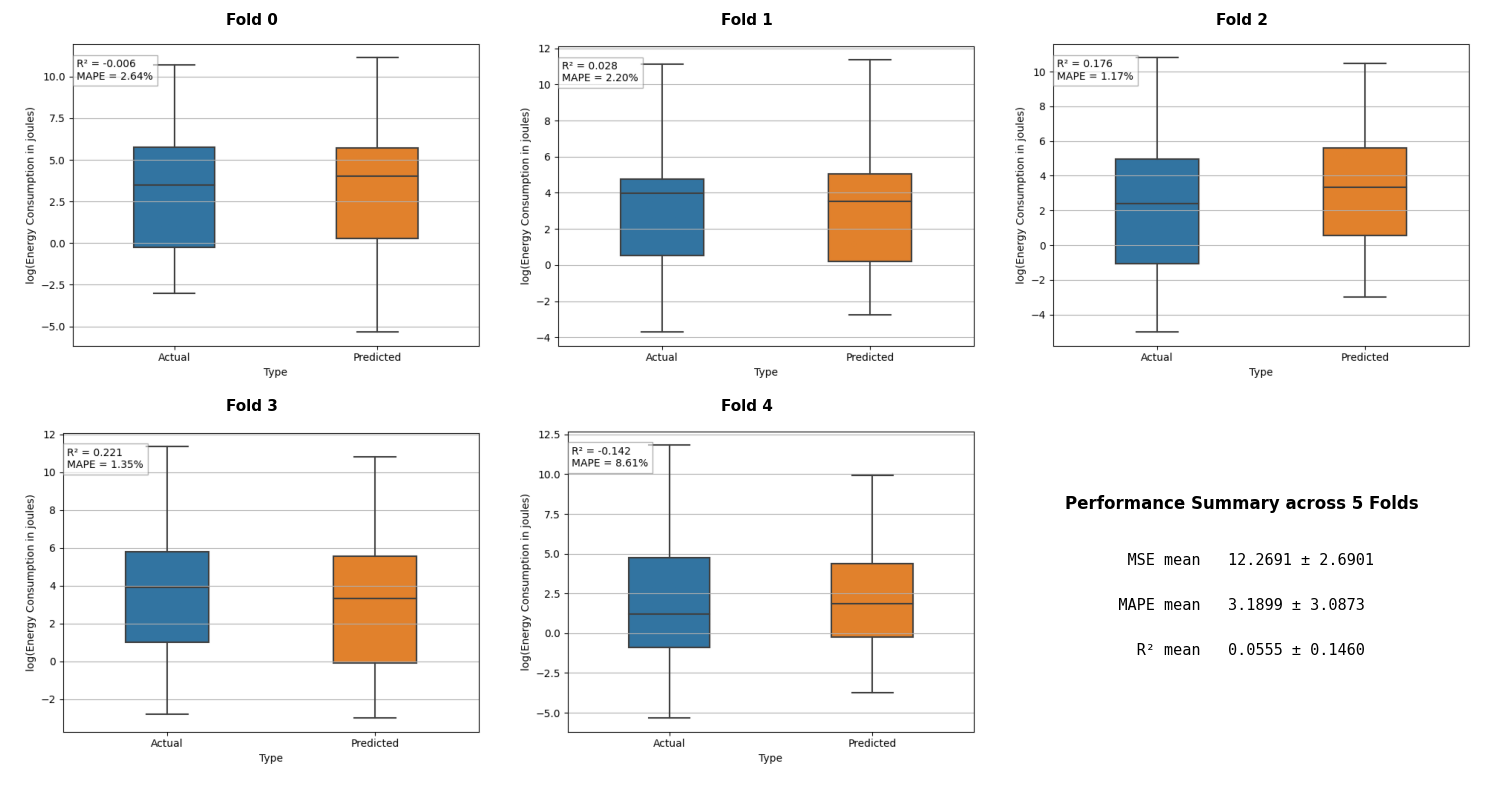 Fold 0
R² = -0.006
MAPE = 2.64%
10.0
7.5
5.0
2.5
0.0
−2.5
−5.0
log(Energy Consumption in joules)
Actual Predicted
Type
Fold 1
R² = 0.028
MAPE = 2.20%
12
10
8
6
4
2
0
−2
−4
log(Energy Consumption in joules)
Actual Predicted
Type
Fold 2
R² = 0.176
MAPE = 1.17%
10
8
6
4
2
0
−2
−4
log(Energy Consumption in joules)
Actual Predicted
Type
Fold 3
R² = 0.221
MAPE = 1.35%
12
10
8
6
4
2
0
−2
log(Energy Consumption in joules)
Actual Predicted
Type
Fold 4
R² = -0.142
MAPE = 8.61%
12.5
10.0
7.5
5.0
2.5
0.0
−2.5
−5.0
log(Energy Consumption in joules)
Actual Predicted
Type
Performance Summary across 5 Folds
MSE mean 12.2691 ± 2.6901
MAPE mean 3.1899 ± 3.0873
R² mean 0.0555 ± 0.1460